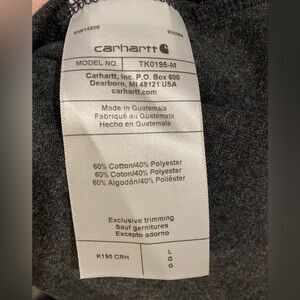 RN#14806
carhartt
MODEL NO. TK0195-M
Carhartt, Inc. P.O. Box 600
Dearborn, MI 48121 USA
carhartt.com
Made in Guatemala
Fabriqué au Guatemala
Hecho en Guatemala
60% Cotton/40% Polyester
60% Coton/40% Polyester
60% Algodón/40% Poliéster
Exclusive trimming
Sauf garnitures
Excepto adorno
K195 CRH
L
G
G